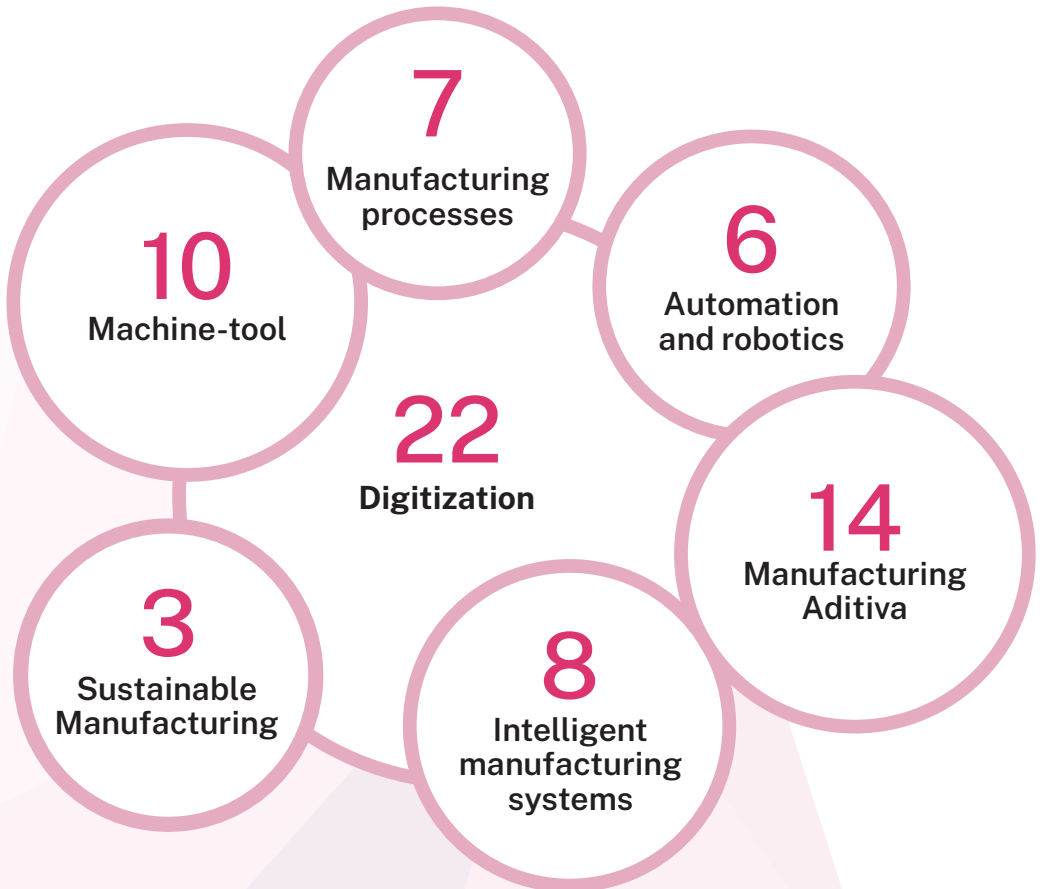 7
Manufacturing
processes
10
Machine-tool
6
Automation
and robotics
22
Digitization
14
Manufacturing
Aditiva
3
Sustainable
Manufacturing
8
Intelligent
manufacturing
systems